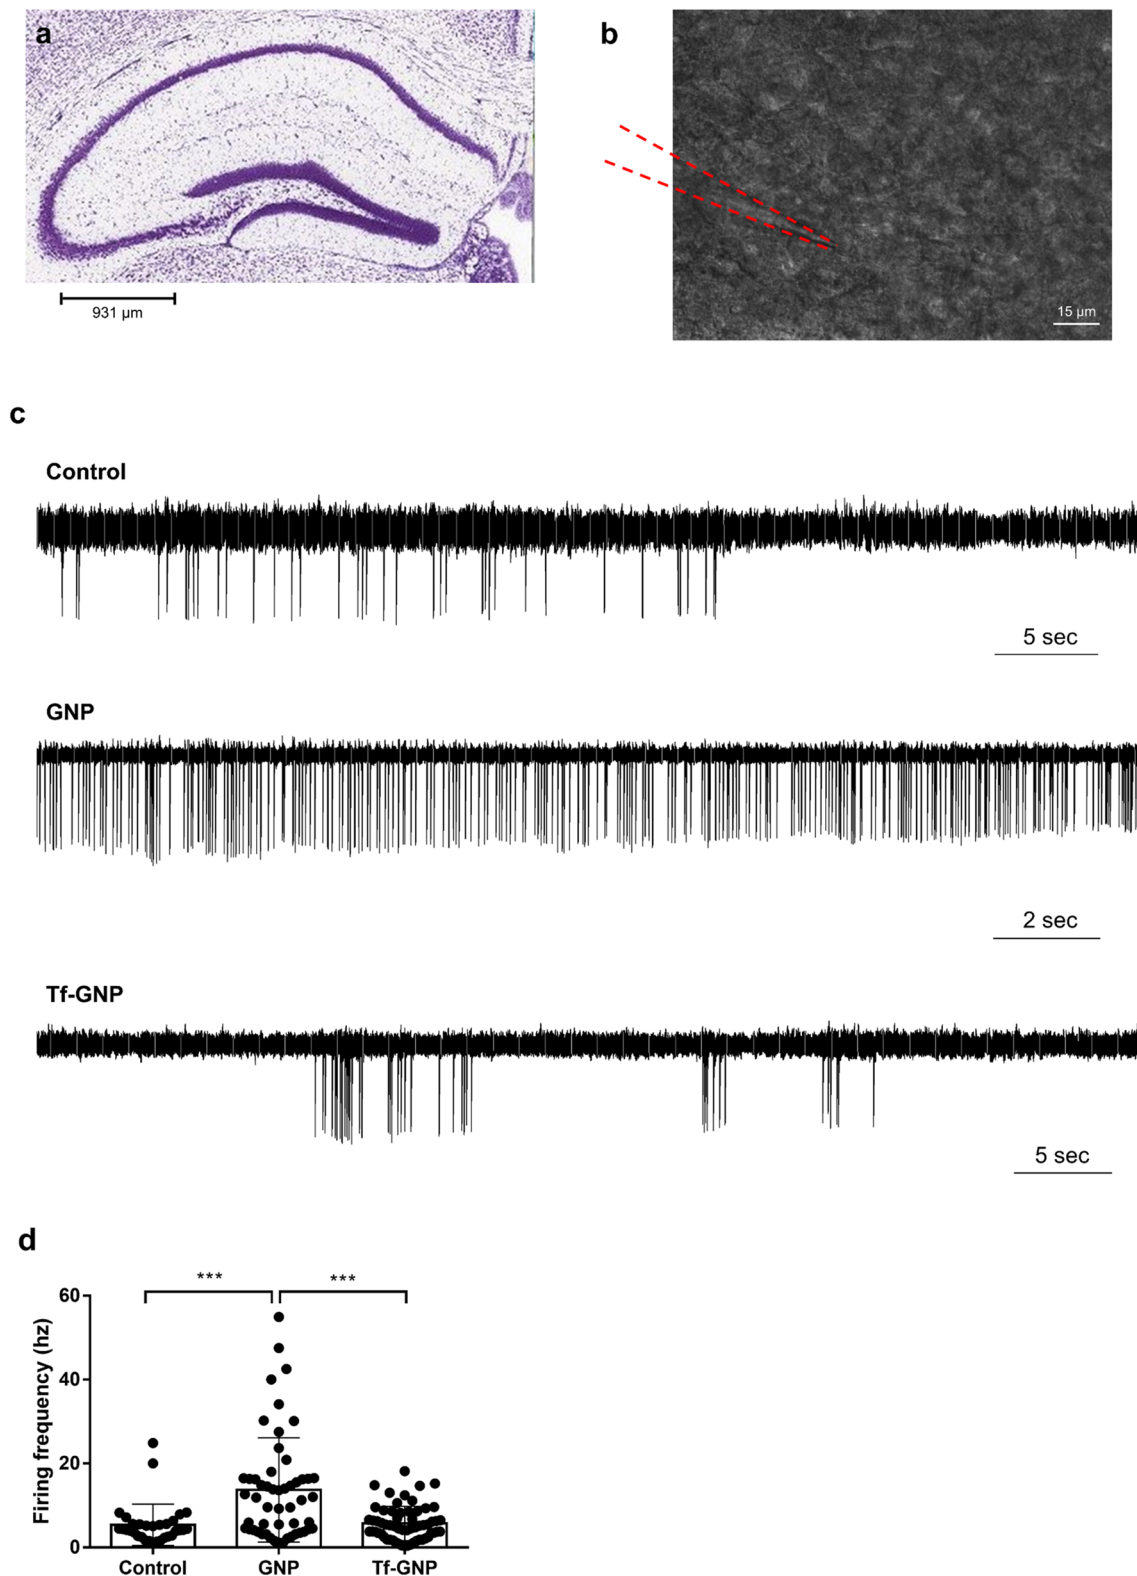 a
b
931 µm
15 µm
c
Control
5 sec
GNP
2 sec
Tf-GNP
5 sec
d
***
***
60
40
20
0
Firing frequency (hz)
Control
GNP
Tf-GNP